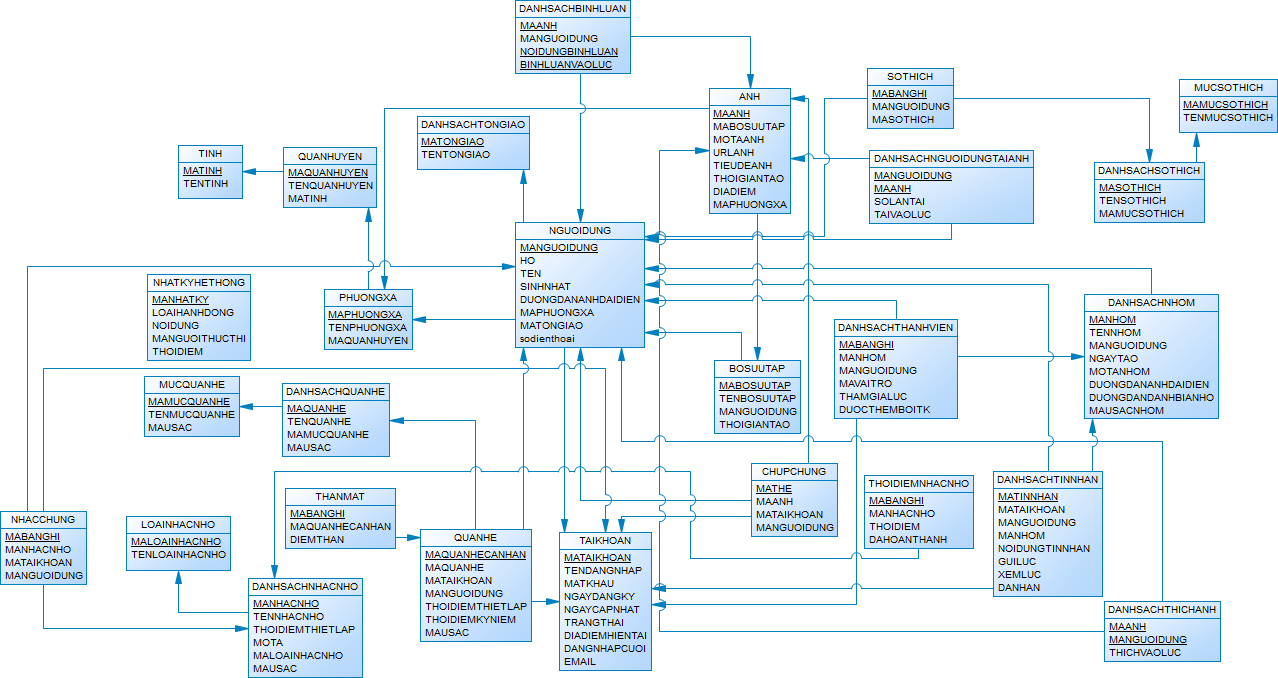 DANHSACHBINHLUAN
MAANH
MANGUOIDUNG
NOIDUNGBINHLUAN
BINHLUANVAOLUC
ANH
MAANH
MABOSUUTAP
MOTAANH
URLANH
TIEUDEANH
THOIGIANTAO
DIADIEM
MAPHUONGXA
SOTHICH
MABANGHI
MANGUOIDUNG
MASOTHICH
MUCSOTHICH
MAMUCSOTHICH
TENMUCSOTHICH
DANHSACHTONGIAO
MATONGIAO
TENTONGIAO
TINH
MATINH
TENTINH
QUANHUYEN
MAQUANHUYEN
TENQUANHUYEN
MATINH
DANHSACHNGUOIDUNGTAIANH
MANGUOIDUNG
MAANH
SOLANTAI
TAIVAOLUC
DANHSACHSOTHICH
MASOTHICH
TENSOTHICH
MAMUCSOTHICH
NGUOIDUNG
MANGUOIDUNG
HO
TEN
SINHNHAT
DUONGDANANHDAIDIEN
MAPHUONGXA
MATONGIAO
sodienthoai
NHATKYHETHONG
MANHATKY
LOAIHANHDONG
NOIDUNG
MANGUOITHUCTHI
THOIDIEM
PHUONGXA
MAPHUONGXA
TENPHUONGXA
MAQUANHUYEN
DANHSACHNHOM
MANHOM
TENNHOM
MANGUOIDUNG
NGAYTAO
MOTANHOM
DUONGDANANHDAIDIEN
DUONGDANDANHBIANHO
MAUSACNHOM
DANHSACHTHANHVIEN
MABANGHI
MANHOM
MANGUOIDUNG
MAVAITRO
THAMGIALUC
DUOCTHEMBOITK
BOSUUTAP
MABOSUUTAP
TENBOSUUTAP
MANGUOIDUNG
THOIGIANTAO
MUCQUANHE
MAMUCQUANHE
TENMUCQUANHE
MAUSAC
DANHSACHQUANHE
MAQUANHE
TENQUANHE
MAMUCQUANHE
MAUSAC
CHUPCHUNG
MATHE
MAANH
MATAIKHOAN
MANGUOIDUNG
THOIDIEMNHACNHO
MABANGHI
MANHACNHO
THOIDIEM
DAHOANTHANH
DANHSACHTINNHAN
MATINNHAN
MATAIKHOAN
MANGUOIDUNG
MANHOM
NOIDUNGTINNHAN
GUILUC
XEMLUC
DANHAN
THANMAT
MABANGHI
MAQUANHECANHAN
DIEMTHAN
NHACCHUNG
MABANGHI
MANHACNHO
MATAIKHOAN
MANGUOIDUNG
LOAINHACNHO
MALOAINHACNHO
TENLOAINHACNHO
QUANHE
MAQUANHECANHAN
MAQUANHE
MATAIKHOAN
MANGUOIDUNG
THOIDIEMTHIETLAP
THOIDIEMKYNIEM
MAUSAC
TAIKHOAN
MATAIKHOAN
TENDANGNHAP
MATKHAU
NGAYDANGKY
NGAYCAPNHAT
TRANGTHAI
DIADIEMHIENTAI
DANGNHAPCUOI
EMAIL
DANHSACHNHACNHO
MANHACNHO
TENNHACNHO
THOIDIEMTHIETLAP
MOTA
MALOAINHACNHO
MAUSAC
DANHSACHTHICHANH
MAANH
MANGUOIDUNG
THICHVAOLUC